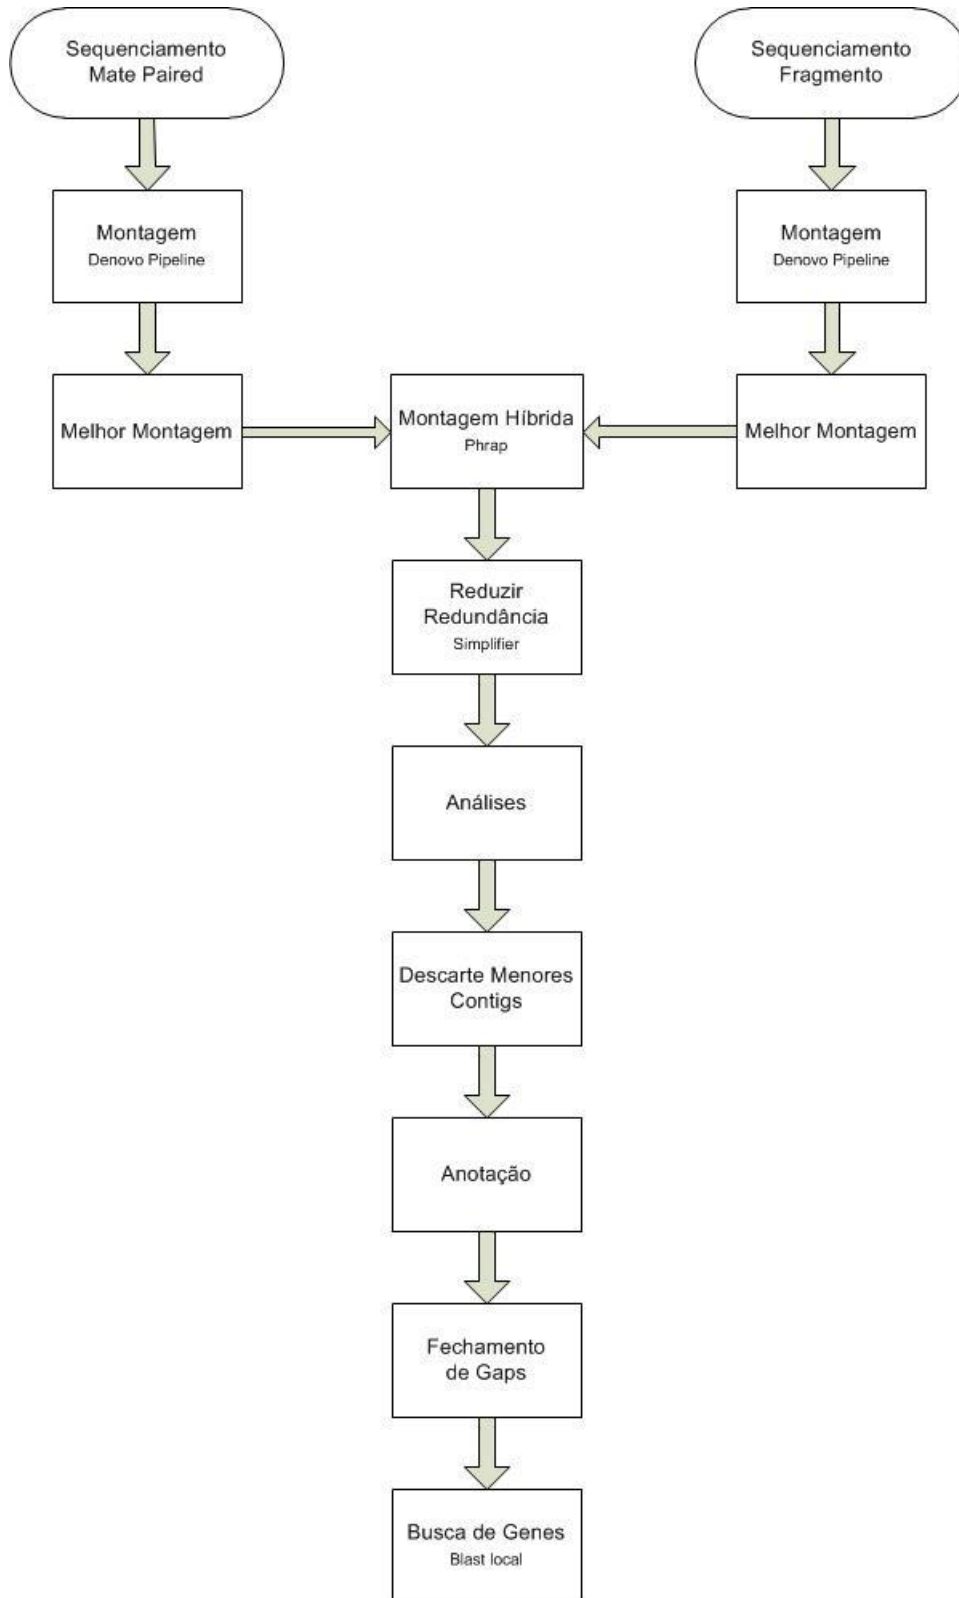 Sequenciamento
Mate Paired
Sequenciamento
Fragmento
Montagem
Denovo Pipeline
Montagem
Denovo Pipeline
Melhor Montagem
Montagem Híbrida
Phrap
Melhor Montagem
Reduzir
Redundância
Simplifier
Análises
Descarte Menores
Contigs
Anotação
Fechamento
de Gaps
Busca de Genes
Blast local